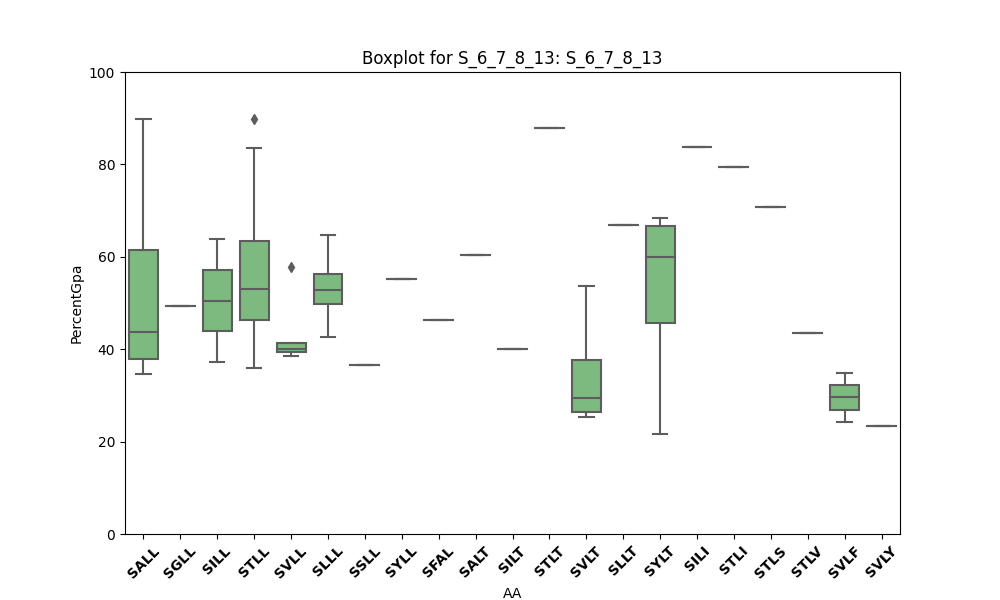 Boxplot for S_6_7_8_13: S_6_7_8_13
100
80
60
40
20
0
PercentGpa
SALL SGLL SILL STLL SVLL SLLL SSLL SYLL SFAL SALT SILT STLT SVLT SLLT SYLT SILI STLI STLS STLV SVLF SVLY
AA